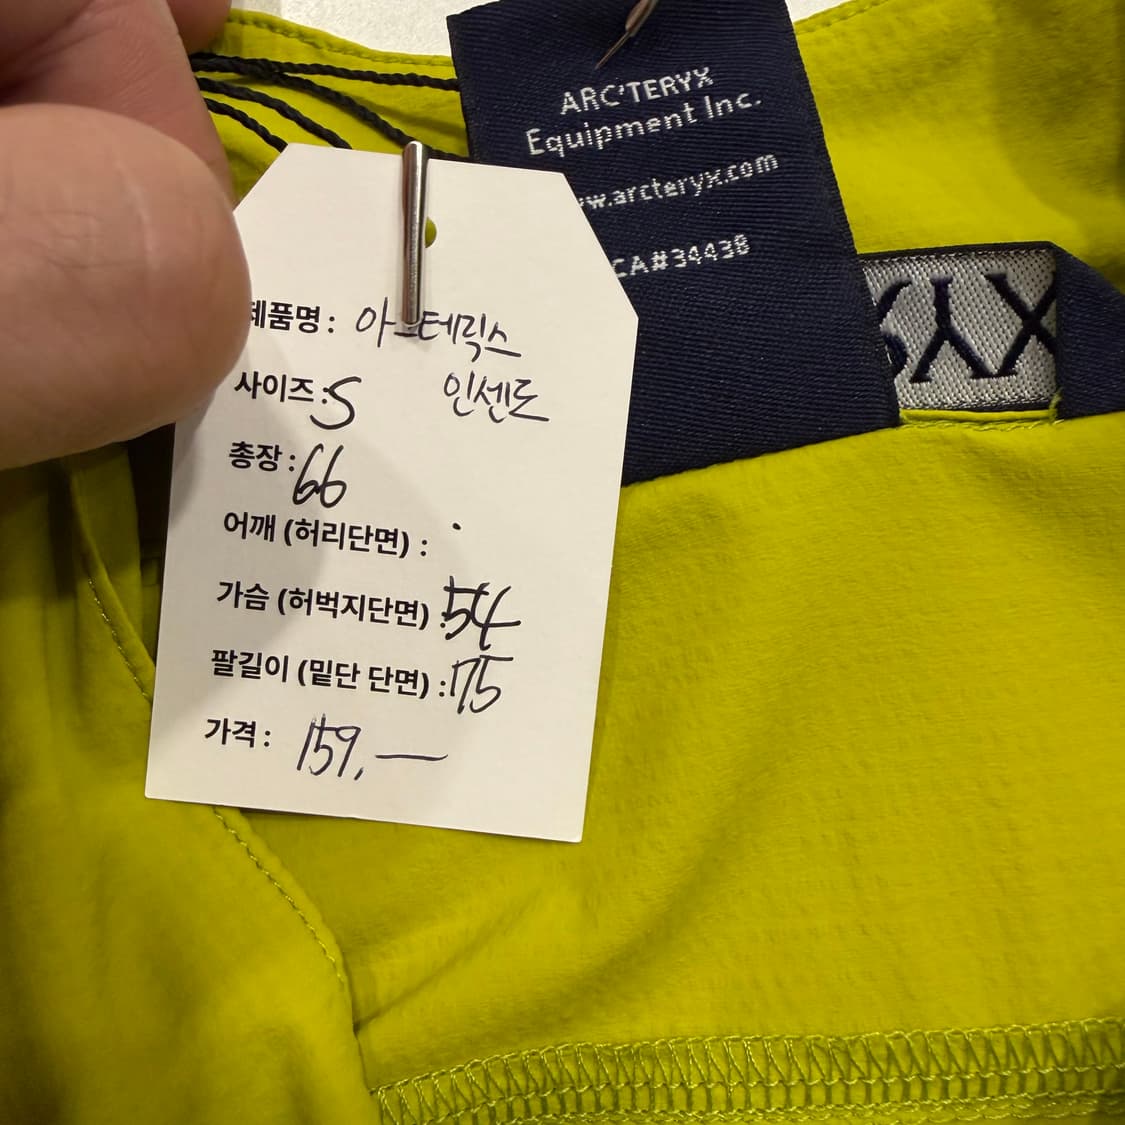 ARC'TERYX
Equipment Inc.
w.arcteryx.com
CA#34438
제품명 : 아크테릭스
인센도
사이즈 : S
총장 : 66
어깨 (허리단면) : .
가슴 (허벅지단면) : 54
팔길이 (밑단 단면) : 75
가격 : 159,—